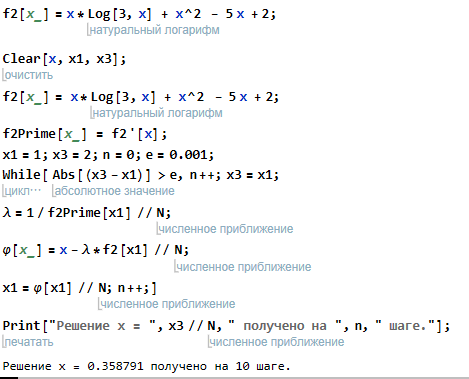 f2[x_] = x * Log[3, x] + x^2 - 5 x + 2;
натуральный логарифм
Clear[x, x1, x3];
очистить
f2[x_] = x * Log[3, x] + x^2 - 5 x + 2;
натуральный логарифм
f2Prime[x_] = f2'[x];
x1 = 1; x3 = 2; n = 0; e = 0.001;
While[ Abs[(x3 - x1)] > e, n++; x3 = x1;
цикл⋯ абсолютное значение
λ = 1 / f2Prime[x1] // N;
численное приближение
φ[x_] = x - λ * f2[x1] // N;
численное приближение
x1 = φ[x1] // N; n++;]
численное приближение
Print["Решение x = ", x3 // N, " получено на ", n, " шаге."];
печатать численное приближение
Решение x = 0.358791 получено на 10 шаге.